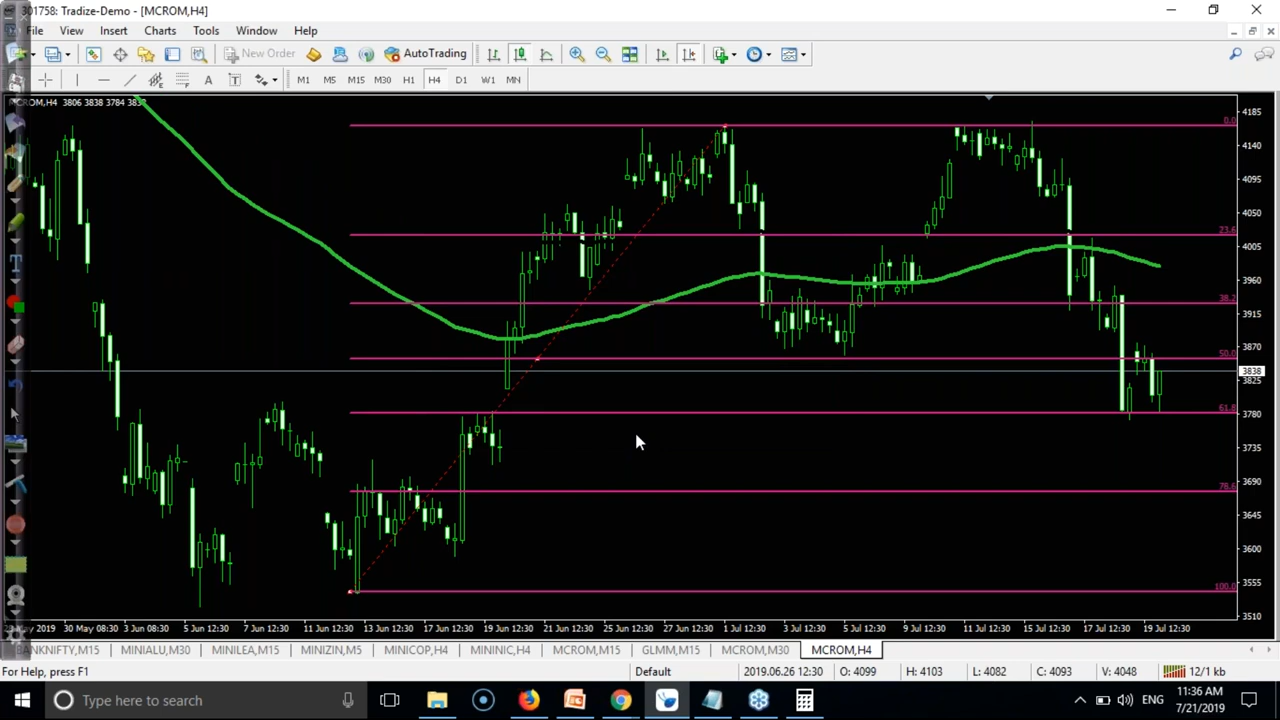 301758: Tradize-Demo - [MCROM,H4]
File View Insert Charts Tools Window Help
New Order AutoTrading
A T M1 M5 M15 M30 H1 H4 D1 W1 MN
MCROM,H4 3806 3838 3784 3838
4185
4140
4095
4050
4005
3960
3915
3870
3838
3825
3780
3735
3690
3645
3600
3555
3510
0.0
23.6
38.2
50.0
61.8
78.6
100.0
May 2019 30 May 08:30 3 Jun 08:30 5 Jun 12:30 7 Jun 12:30 11 Jun 12:30 13 Jun 12:30 17 Jun 12:30 19 Jun 12:30 21 Jun 12:30 25 Jun 12:30 27 Jun 12:30 1 Jul 12:30 3 Jul 12:30 5 Jul 12:30 9 Jul 12:30 11 Jul 12:30 15 Jul 12:30 17 Jul 12:30 19 Jul 12:30
BANKNIFTY,M15 MINIALU,M30 MINILEA,M15 MINIZIN,M5 MINICOP,H4 MININIC,H4 MCROM,M15 GLMM,M15 MCROM,M30 MCROM,H4
For Help, press F1 Default 2019.06.26 12:30 O: 4099 H: 4103 L: 4082 C: 4093 V: 4048 12/1 kb
Type here to search
ENG
11:36 AM
7/21/2019